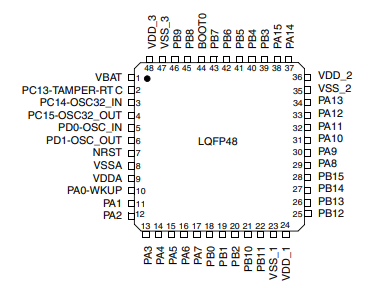 VDD_3
VSS_3
PB9
PB8
BOOT0
PB7
PB6
PB5
PB4
PB3
PA15
PA14
48 47 46 45 44 43 42 41 40 39 38 37
VBAT 1
PC13-TAMPER-RTC 2
PC14-OSC32_IN 3
PC15-OSC32_OUT 4
PD0-OSC_IN 5
PD1-OSC_OUT 6
NRST 7
VSSA 8
VDDA 9
PA0-WKUP 10
PA1 11
PA2 12
LQFP48
36 VDD_2
35 VSS_2
34 PA13
33 PA12
32 PA11
31 PA10
30 PA9
29 PA8
28 PB15
27 PB14
26 PB13
25 PB12
13 14 15 16 17 18 19 20 21 22 23 24
PA3
PA4
PA5
PA6
PA7
PB0
PB1
PB2
PB10
PB11
VSS_1
VDD_1